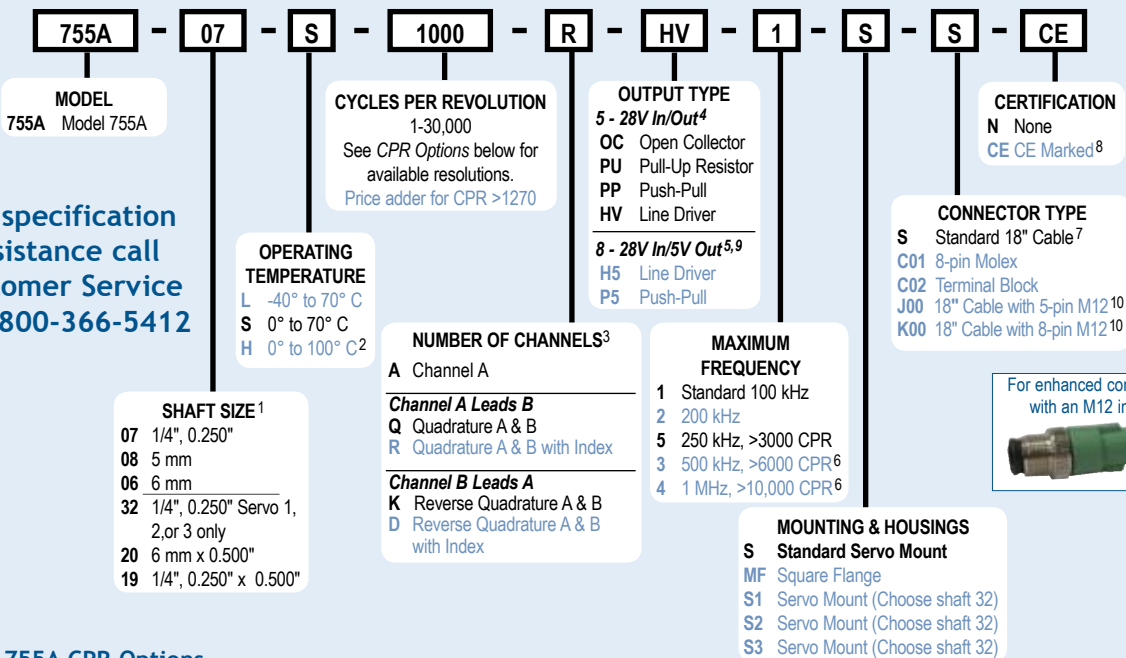 755A - 07 - S - 1000 - R - HV - 1 - S - S - CE
MODEL
755A Model 755A
CYCLES PER REVOLUTION
1-30,000
See CPR Options below for
available resolutions.
Price adder for CPR >1270
OUTPUT TYPE
5 - 28V In/Out4
OC Open Collector
PU Pull-Up Resistor
PP Push-Pull
HV Line Driver
8 - 28V In/5V Out5,9
H5 Line Driver
P5 Push-Pull
CERTIFICATION
N None
CE CE Marked8
specification
sistance call
tomer Service
800-366-5412
OPERATING
TEMPERATURE
L -40° to 70° C
S 0° to 70° C
H 0° to 100° C2
CONNECTOR TYPE
S Standard 18" Cable7
C01 8-pin Molex
C02 Terminal Block
J00 18" Cable with 5-pin M12 10
K00 18" Cable with 8-pin M12 10
NUMBER OF CHANNELS3
A Channel A
Channel A Leads B
Q Quadrature A & B
R Quadrature A & B with Index
Channel B Leads A
K Reverse Quadrature A & B
D Reverse Quadrature A & B
with Index
MAXIMUM
FREQUENCY
1 Standard 100 kHz
2 200 kHz
5 250 kHz, >3000 CPR
3 500 kHz, >6000 CPR6
4 1 MHz, >10,000 CPR6
For enhanced con
with an M12 in
SHAFT SIZE1
07 1/4", 0.250"
08 5 mm
06 6 mm
32 1/4", 0.250" Servo 1,
2,or 3 only
20 6 mm x 0.500"
19 1/4", 0.250" x 0.500"
MOUNTING & HOUSINGS
S Standard Servo Mount
MF Square Flange
S1 Servo Mount (Choose shaft 32)
S2 Servo Mount (Choose shaft 32)
S3 Servo Mount (Choose shaft 32)
755A CPR Options